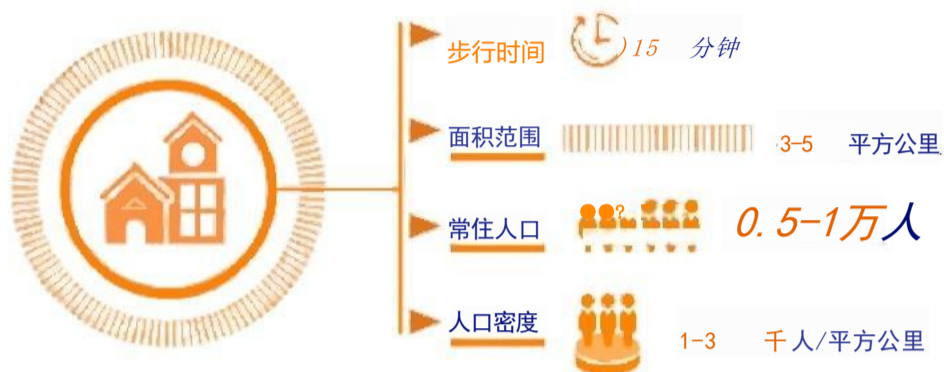 步行时间 15 分钟
面积范围 3-5 平方公里
常住人口 0.5-1万人
人口密度 1-3 千人/平方公里